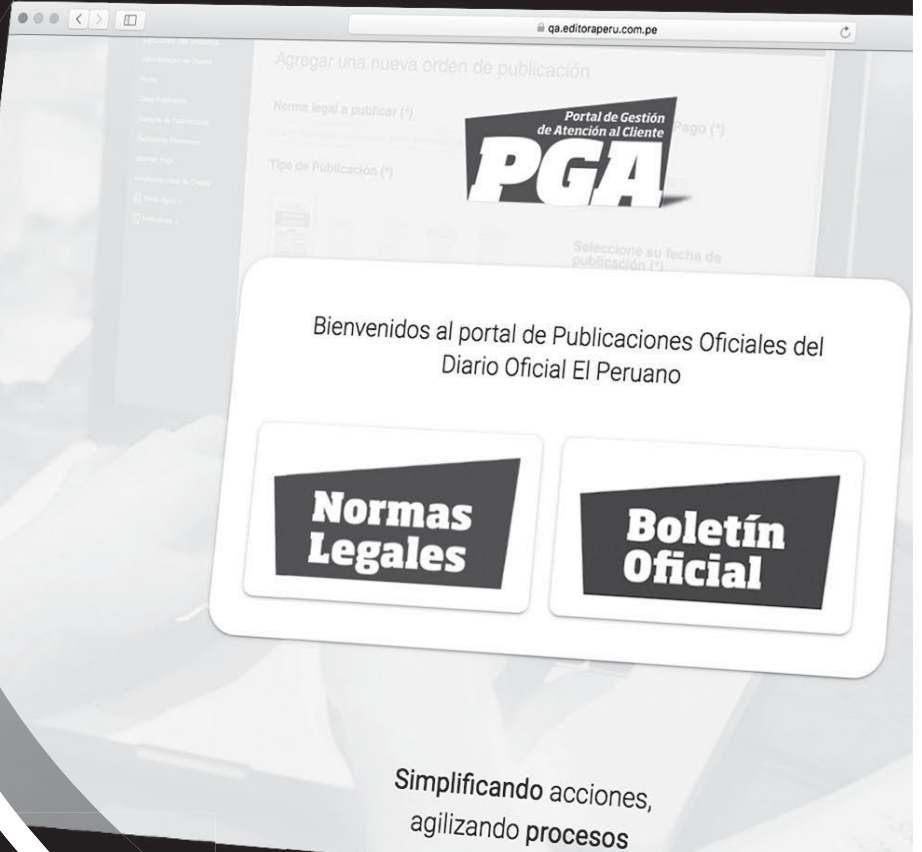 qa.editoraperu.com.pe
Agregar una nueva orden de publicación
Norma legal a publicar (*)
Pago (*)
Tipo de Publicación (*)
Seleccione su fecha de
publicación (*)
Portal de Gestión
de Atención al Cliente
PGA
Bienvenidos al portal de Publicaciones Oficiales del
Diario Oficial El Peruano
Normas
Legales
Boletín
Oficial
Simplificando acciones,
agilizando procesos